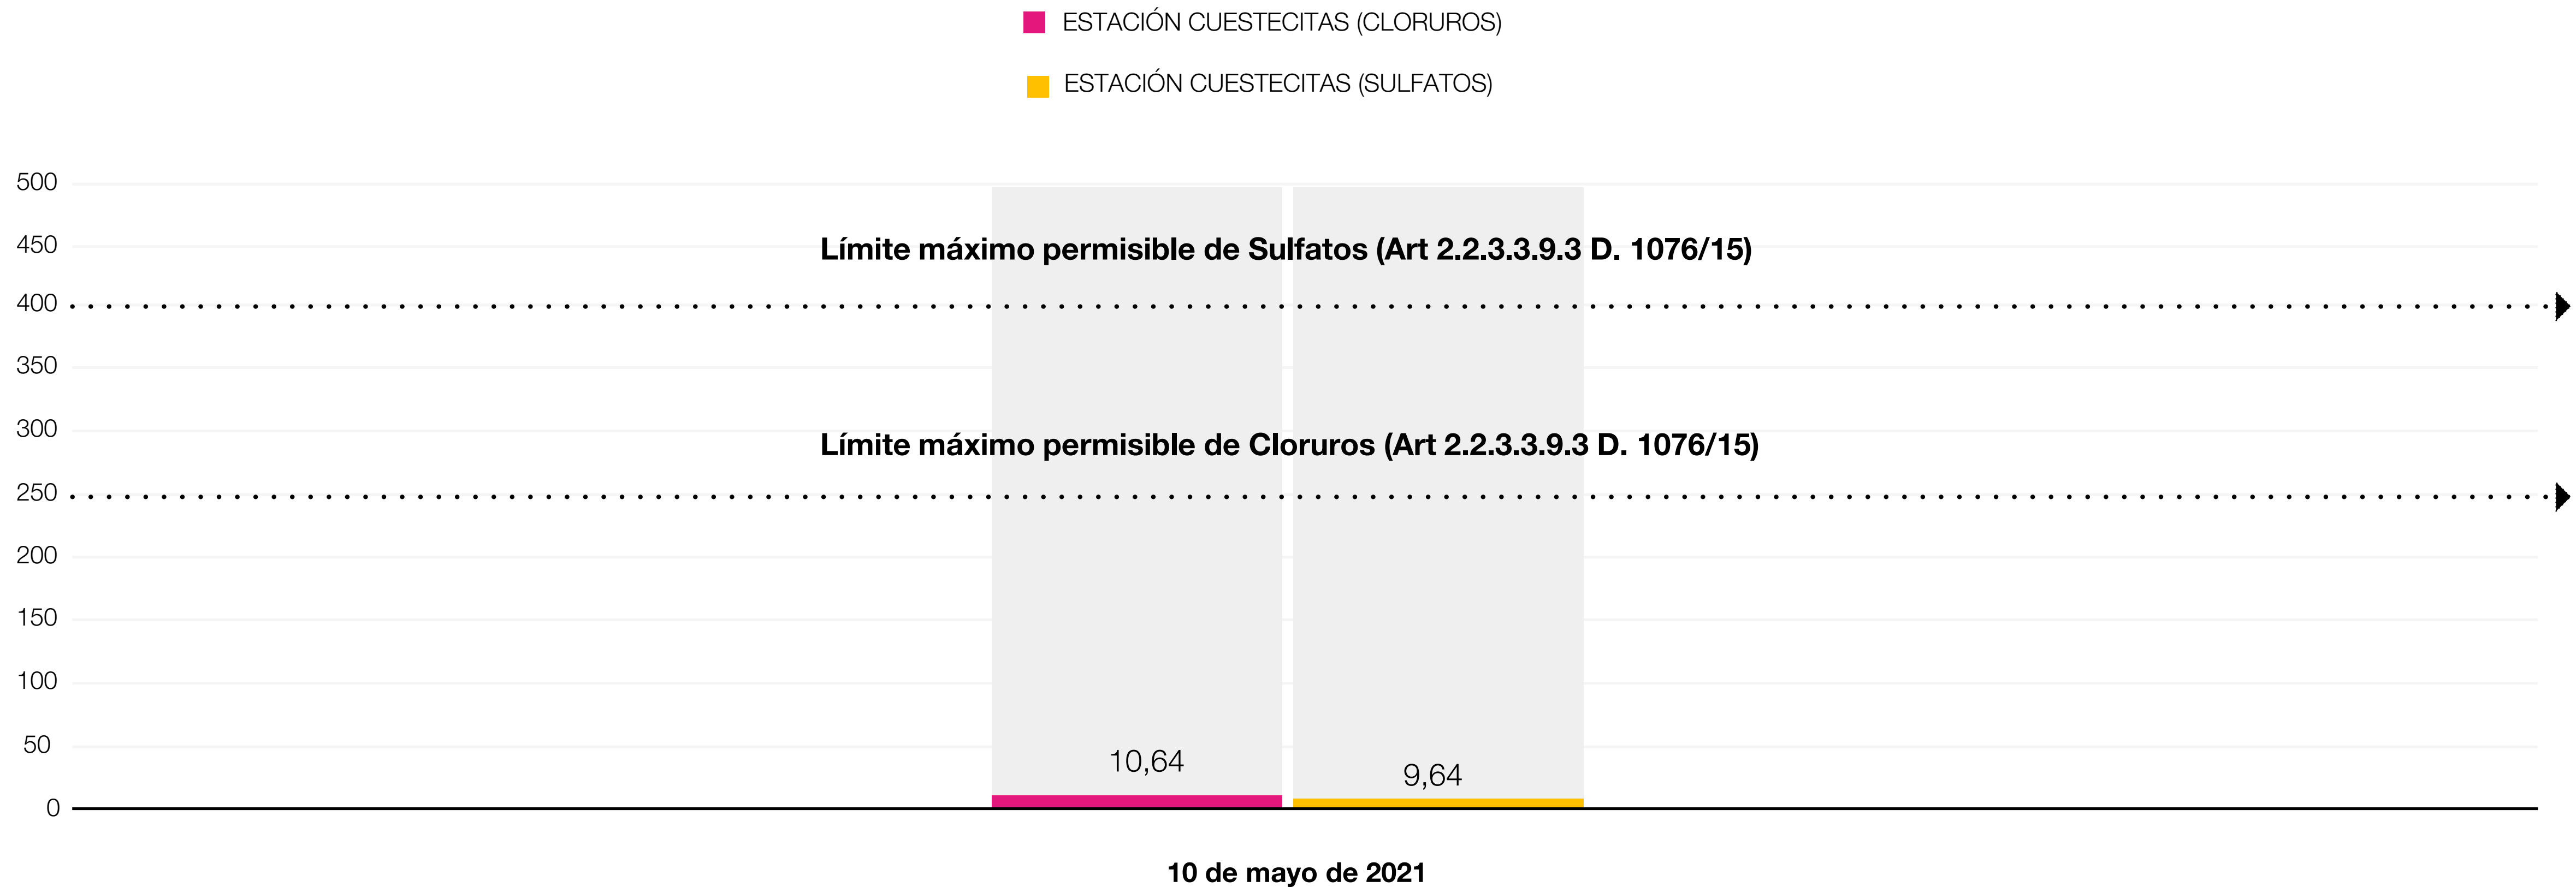 ESTACIÓN CUESTECITAS (CLORUROS)
ESTACIÓN CUESTECITAS (SULFATOS)
500
450
Límite máximo permisible de Sulfatos (Art 2.2.3.3.9.3 D. 1076/15)
400
350
300
Límite máximo permisible de Cloruros (Art 2.2.3.3.9.3 D. 1076/15)
250
200
150
100
50
10,64
9,64
0
10 de mayo de 2021